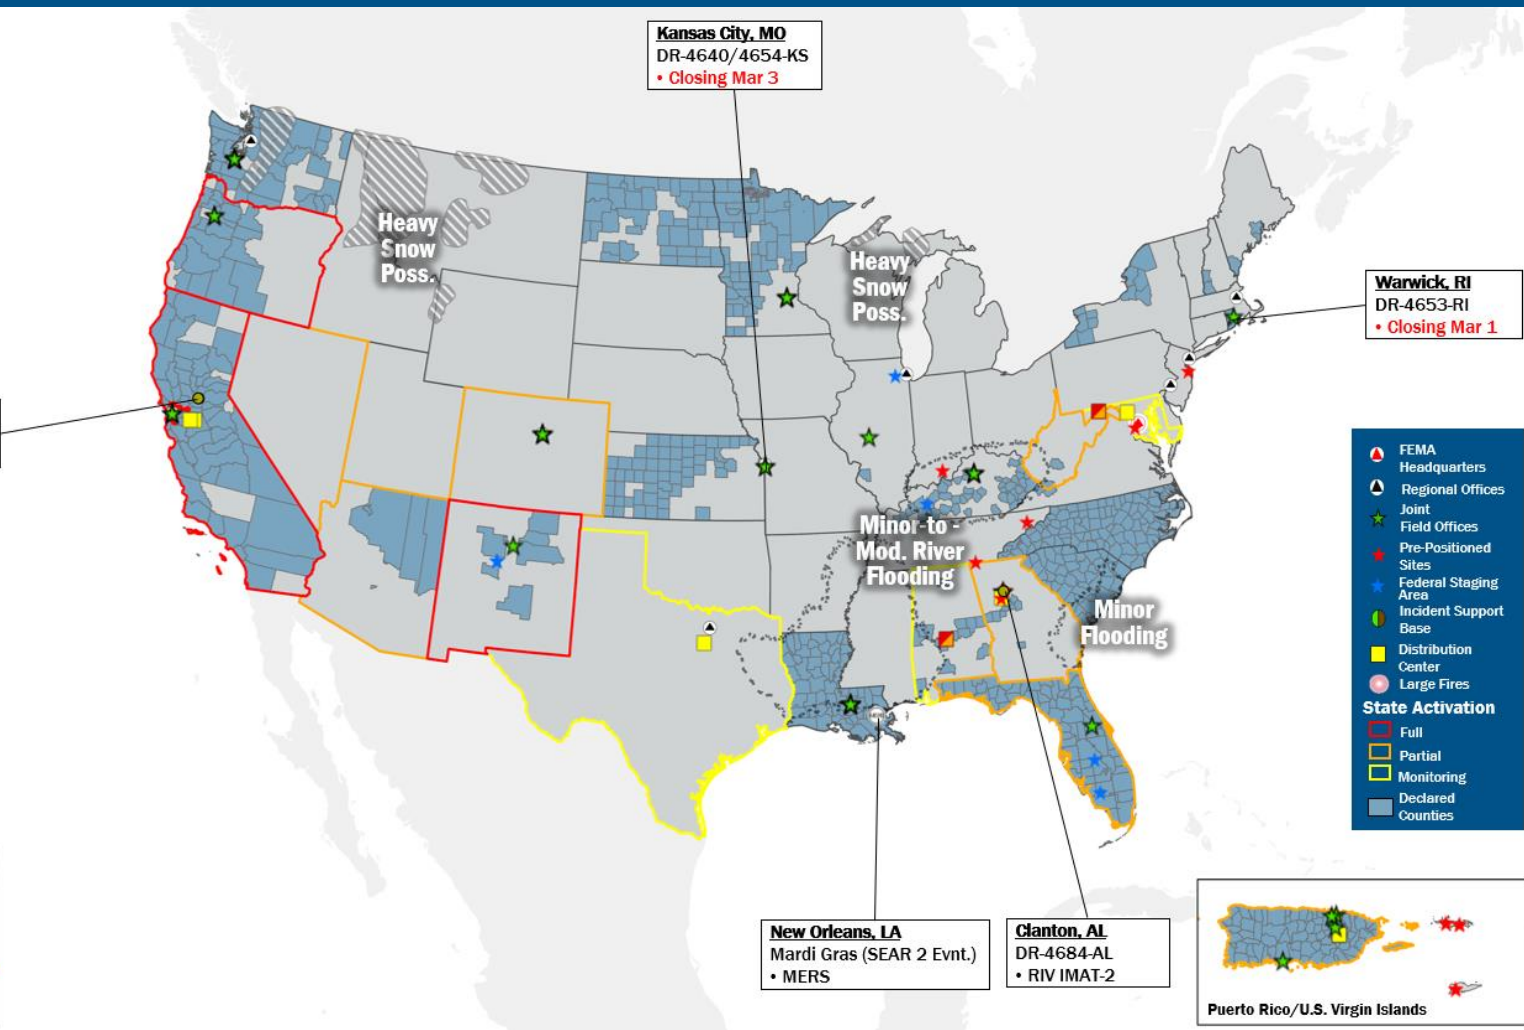 Kansas City, MO
DR-4640/4654-KS
• Closing Mar 3
Heavy
Snow
Poss.
Heavy
Snow
Poss.
Warwick, RI
DR-4653-RI
• Closing Mar 1
Minor-to -
Mod. River
Flooding
Minor
Flooding
FEMA
Headquarters
Regional Offices
Joint
Field Offices
Pre-Positioned
Sites
Federal Staging
Area
Incident Support
Base
Distribution
Center
Large Fires
State Activation
Full
Partial
Monitoring
Declared
Counties
New Orleans, LA
Mardi Gras (SEAR 2 Evnt.)
• MERS
Clanton, AL
DR-4684-AL
• RIV IMAT-2
Puerto Rico/U.S. Virgin Islands